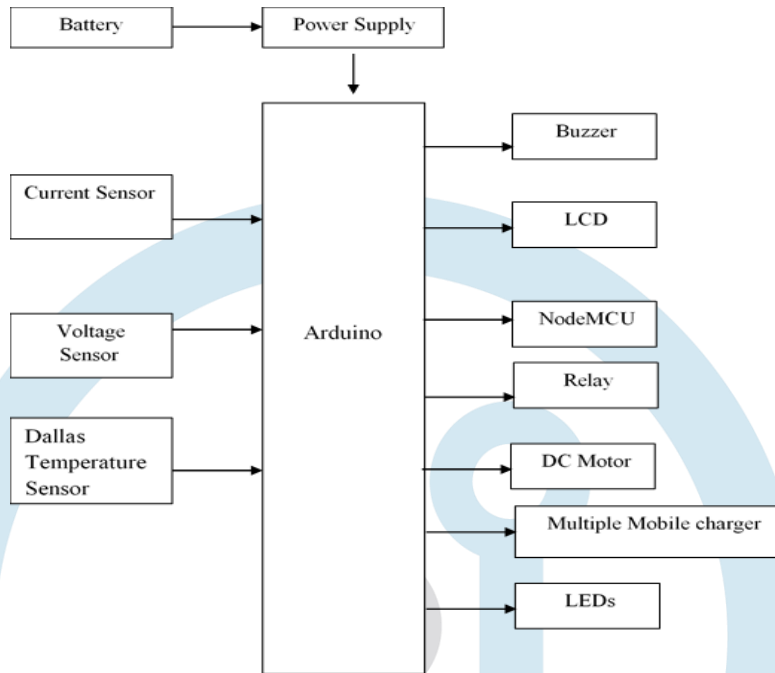 Battery
Power Supply
Buzzer
Current Sensor
LCD
Voltage
Sensor
Arduino
NodeMCU
Relay
Dallas
Temperature
Sensor
DC Motor
Multiple Mobile charger
LEDs